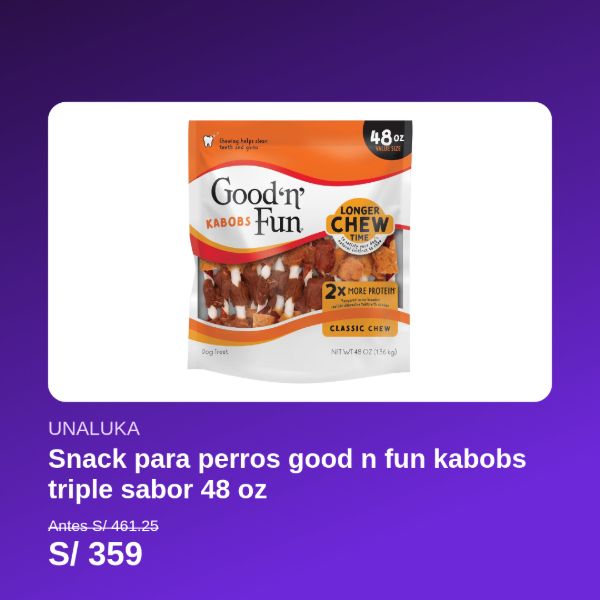 Chewing helps clean
teeth and gums
48 oz
VALUE SIZE
Good 'n'
KABOBS Fun
LONGER
CHEW
TIME
2X MORE PROTEIN
CLASSIC CHEW
Dog Treat
NET WT 48 OZ (1.36 kg)
UNALUKA
Snack para perros good n fun kabobs
triple sabor 48 oz
Antes S/ 461.25
S/ 359